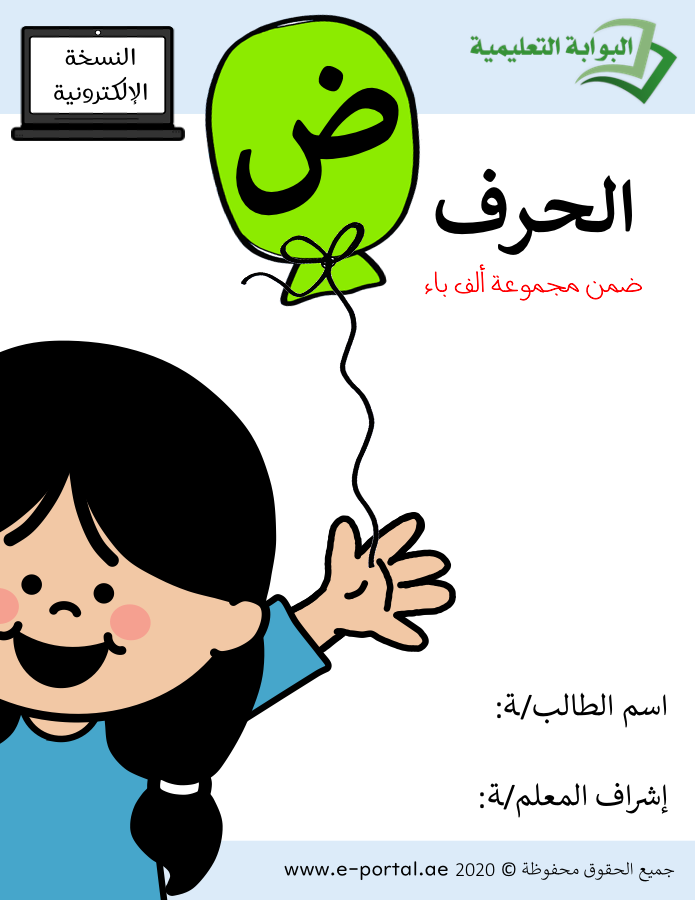 البوابة التعليمية
النسخة
الإلكترونية
ض
الحرف
ضمن مجموعة ألف باء
اسم الطالب/ة:
إشراف المعلم/ة:
جميع الحقوق محفوظة © 2020 www.e-portal.ae